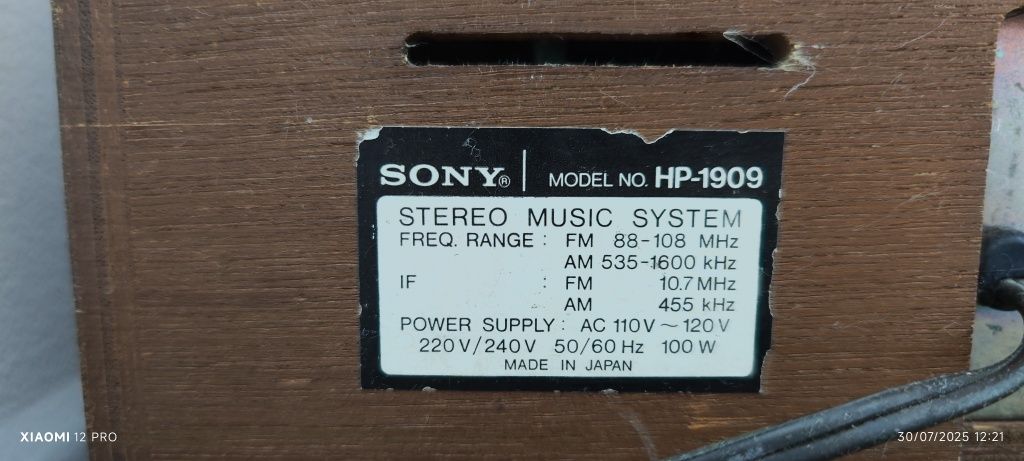 SONY® | MODEL NO. HP-1909
STEREO MUSIC SYSTEM
FREQ. RANGE : FM 88-108 MHz
AM 535-1600 kHz
IF : FM 10.7 MHz
AM 455 kHz
POWER SUPPLY : AC 110V ~ 120V
220V/240V 50/60 Hz 100 W
MADE IN JAPAN
XIAOMI 12 PRO
30/07/2025 12:21